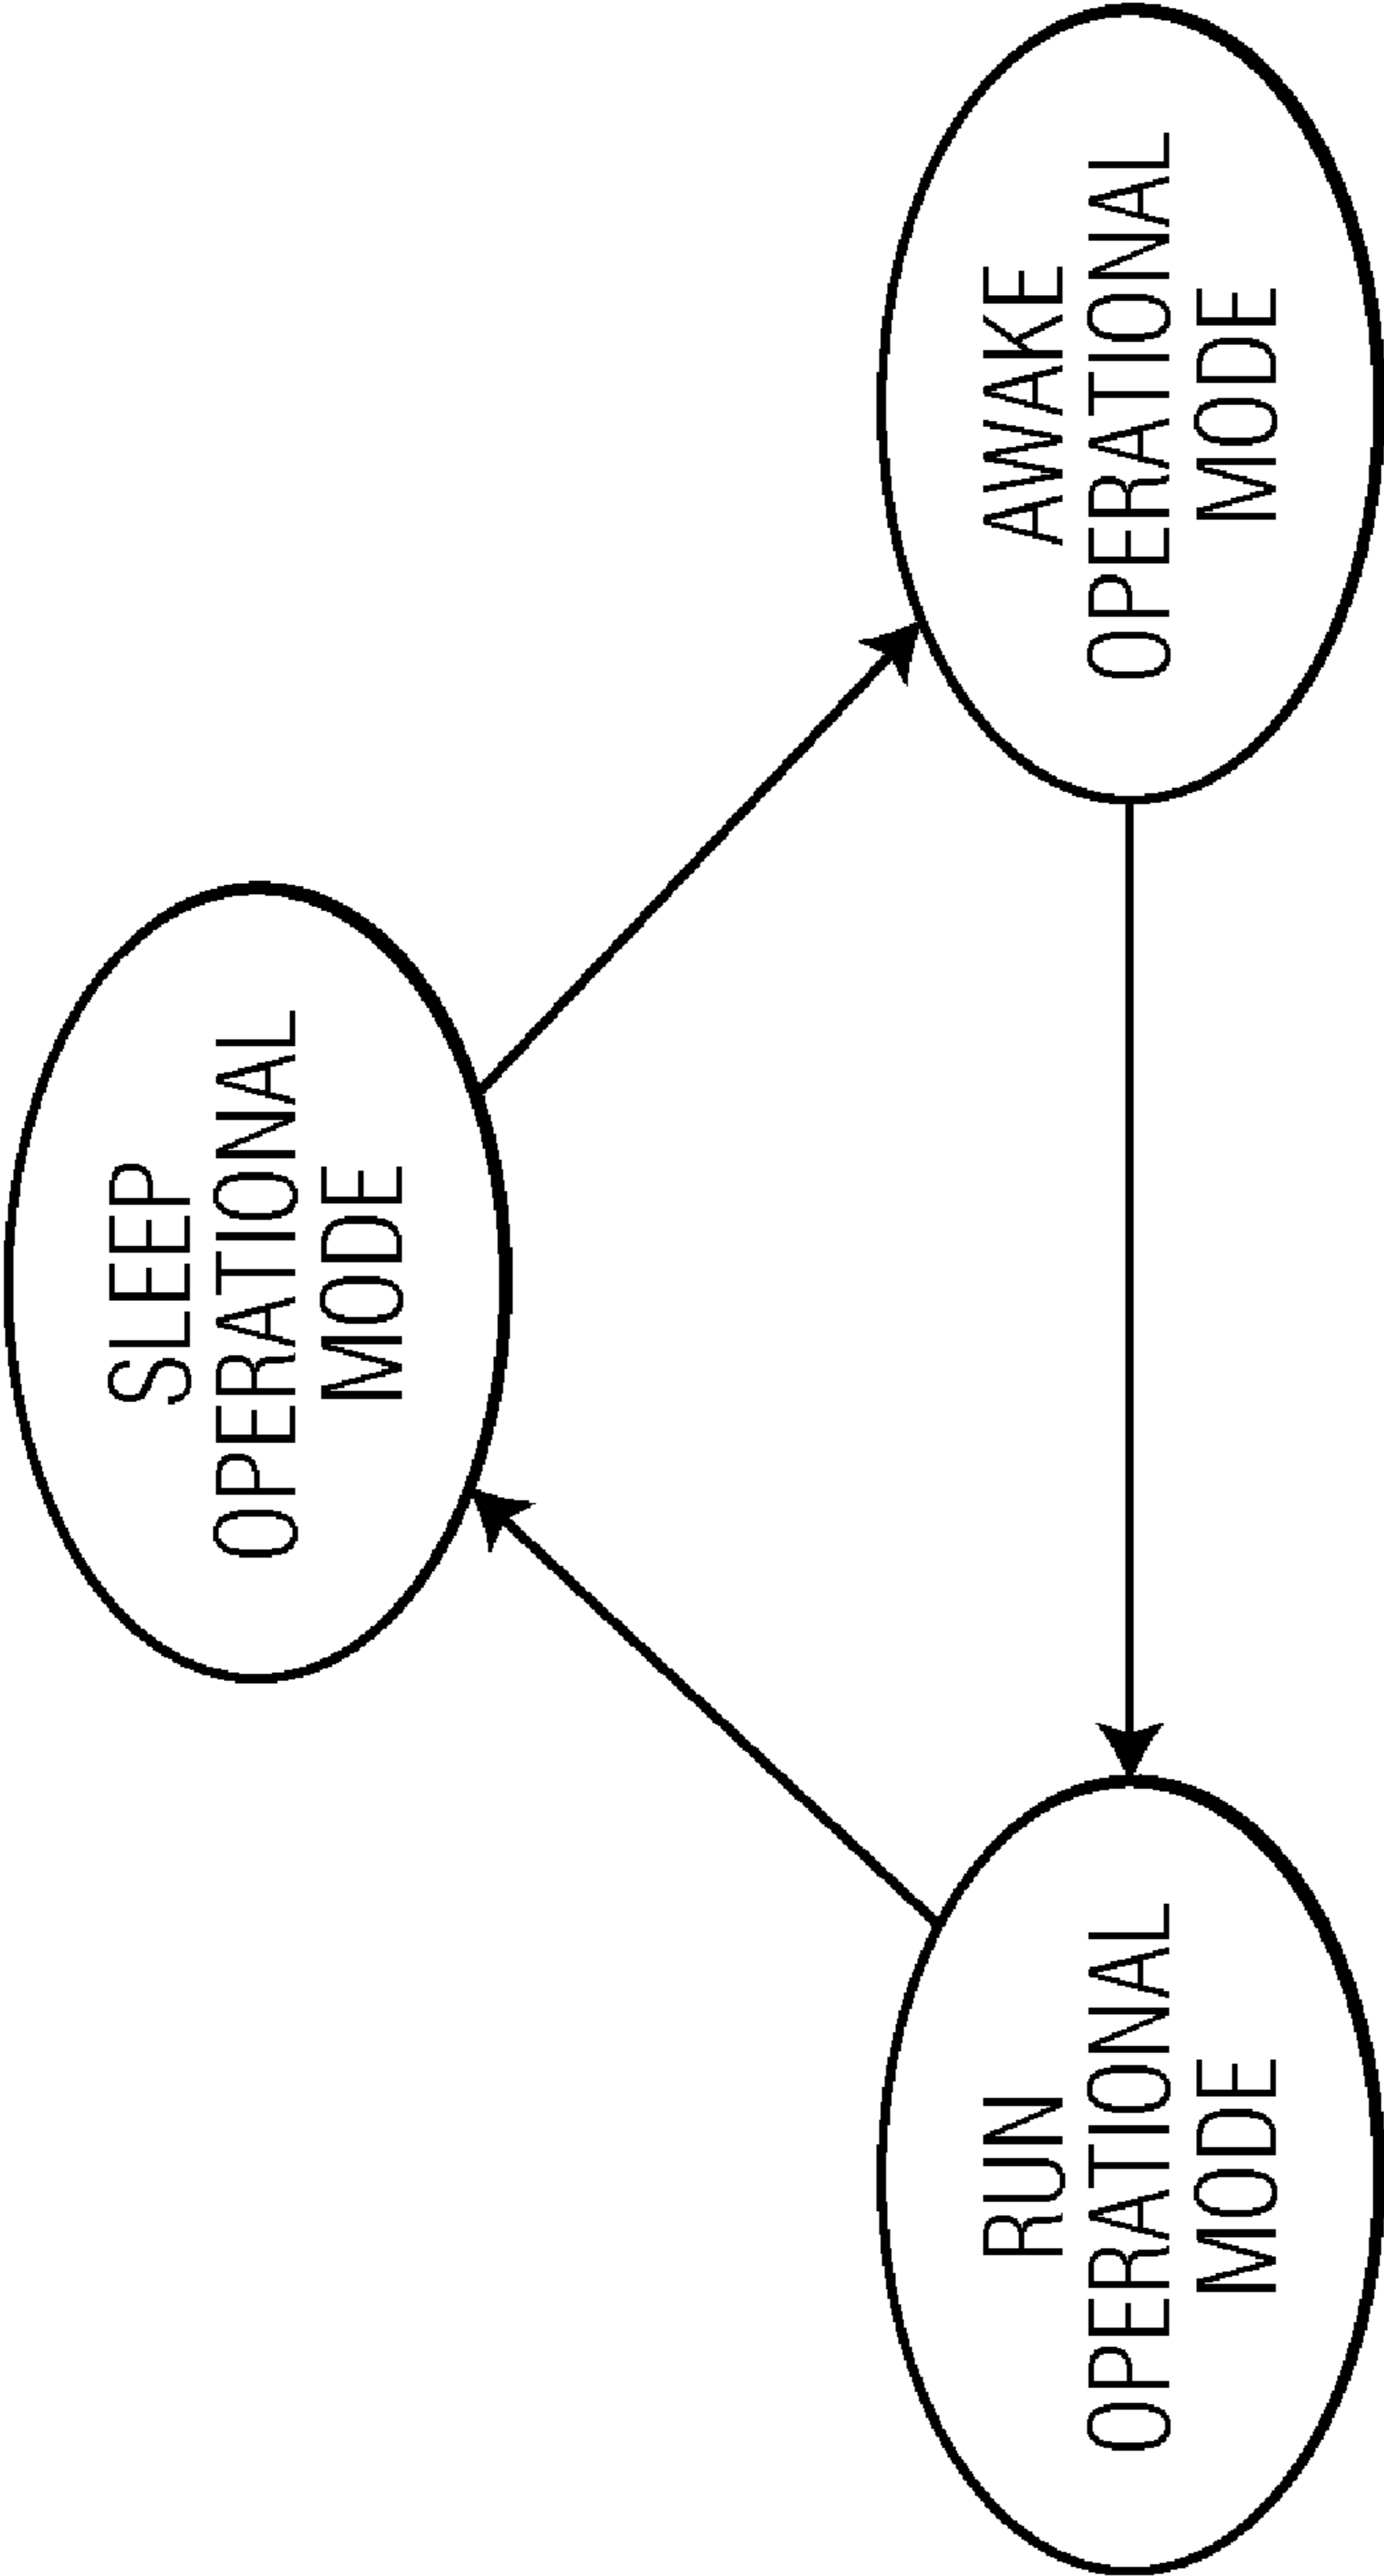 SLEEP
OPERATIONAL
MODE
RUN
OPERATIONAL
MODE
AWAKE
OPERATIONAL
MODE